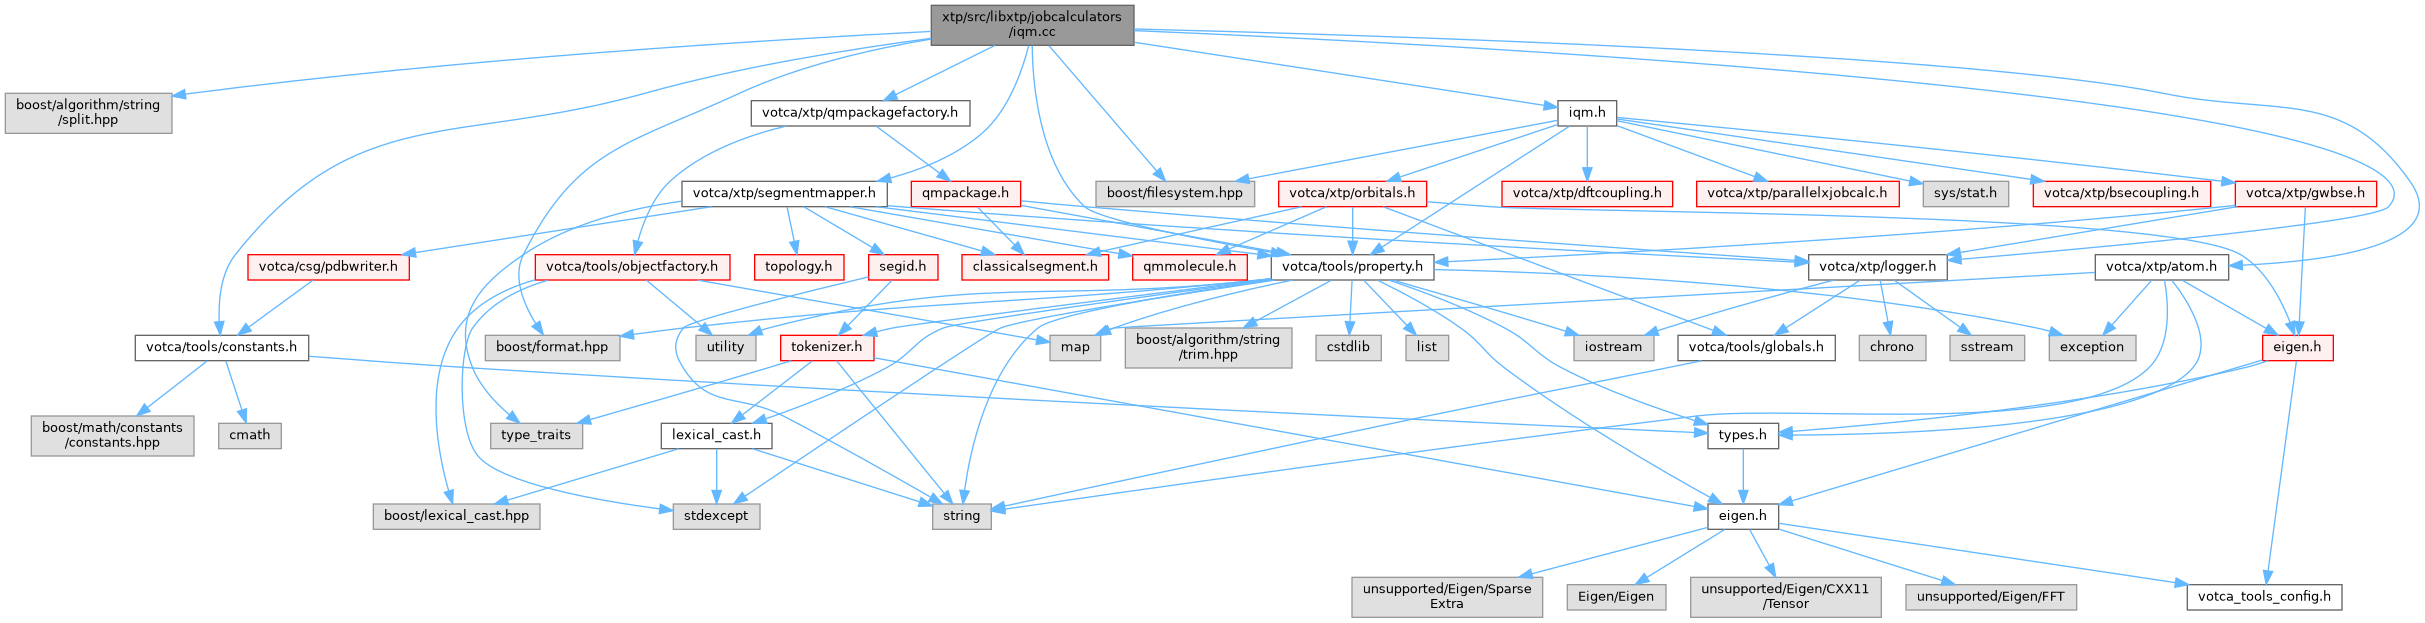 xtp/src/libxtp/jobcalculators
/iqm.cc
boost/algorithm/string
/split.hpp
votca/xtp/qmpackagefactory.h
iqm.h
votca/xtp/segmentmapper.h
qmpackage.h
boost/filesystem.hpp
votca/xtp/orbitals.h
votca/xtp/dftcoupling.h
votca/xtp/parallelxjobcalc.h
sys/stat.h
votca/xtp/bsecoupling.h
votca/xtp/gwbse.h
votca/csg/pdbwriter.h
votca/tools/objectfactory.h
topology.h
segid.h
classicalsegment.h
qmmolecule.h
votca/tools/property.h
votca/xtp/logger.h
votca/xtp/atom.h
votca/tools/constants.h
boost/format.hpp
utility
tokenizer.h
map
boost/algorithm/string
/trim.hpp
cstdlib
list
iostream
votca/tools/globals.h
chrono
sstream
exception
eigen.h
boost/math/constants
/constants.hpp
cmath
type_traits
lexical_cast.h
types.h
boost/lexical_cast.hpp
stdexcept
string
eigen.h
unsupported/Eigen/Sparse
Extra
Eigen/Eigen
unsupported/Eigen/CXX11
/Tensor
unsupported/Eigen/FFT
votca_tools_config.h